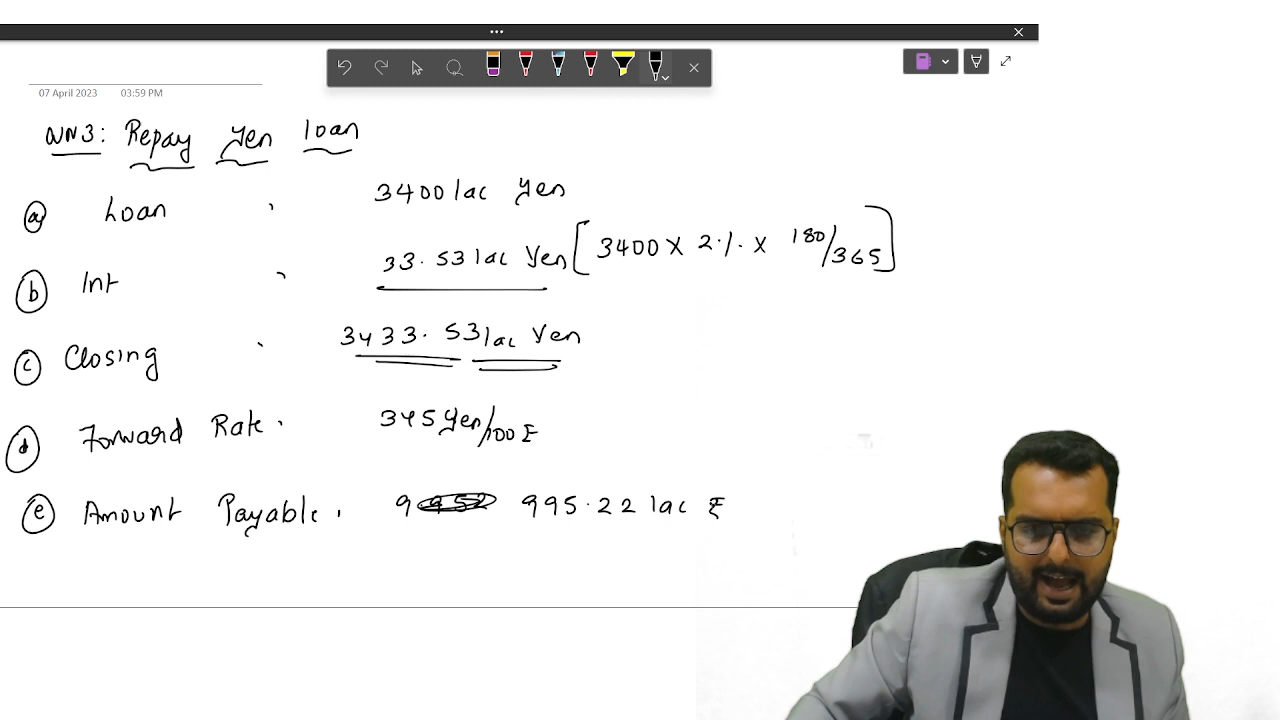 07 April 2023 03:59 PM
WN3: Repay Yen loan
(a) Loan 3400 lac Yen
(b) Int 33.53 lac Yen [3400 X 2% X 180/365]
(c) Closing 3433.53 lac Yen
(d) Forward Rate. 345 Yen/100 ₹
(e) Amount Payable. 9 995.22 lac ₹